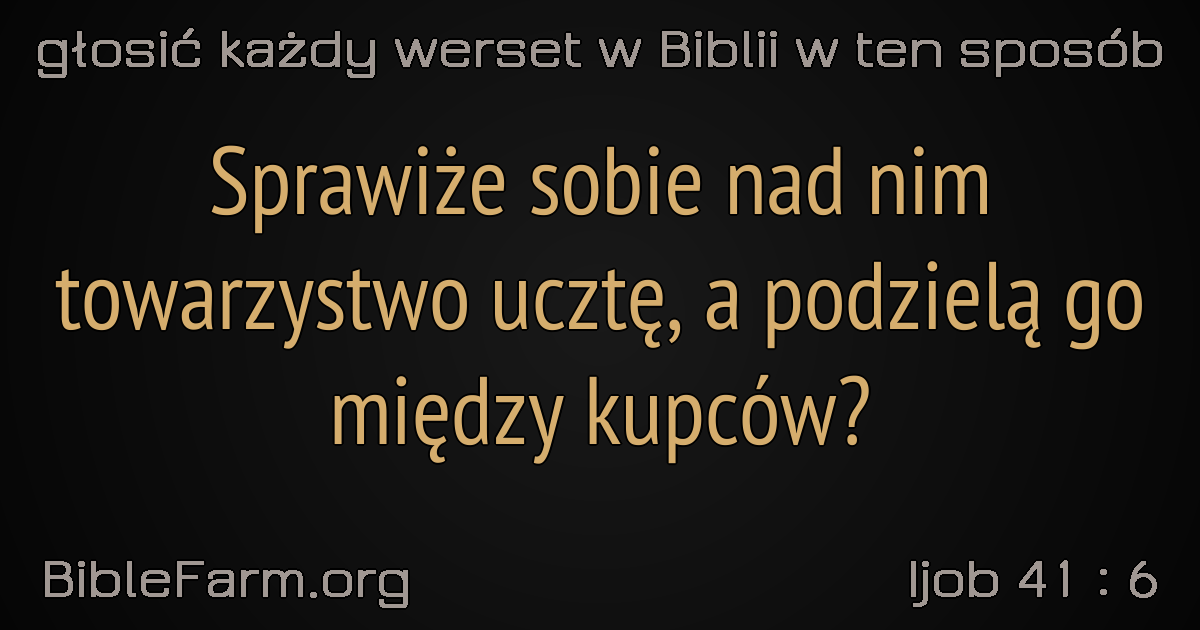 głosić każdy werset w Biblii w ten sposób
Sprawiże sobie nad nim
towarzystwo ucztę, a podzielą go
między kupców?
BibleFarm.org
Ijob 41 : 6